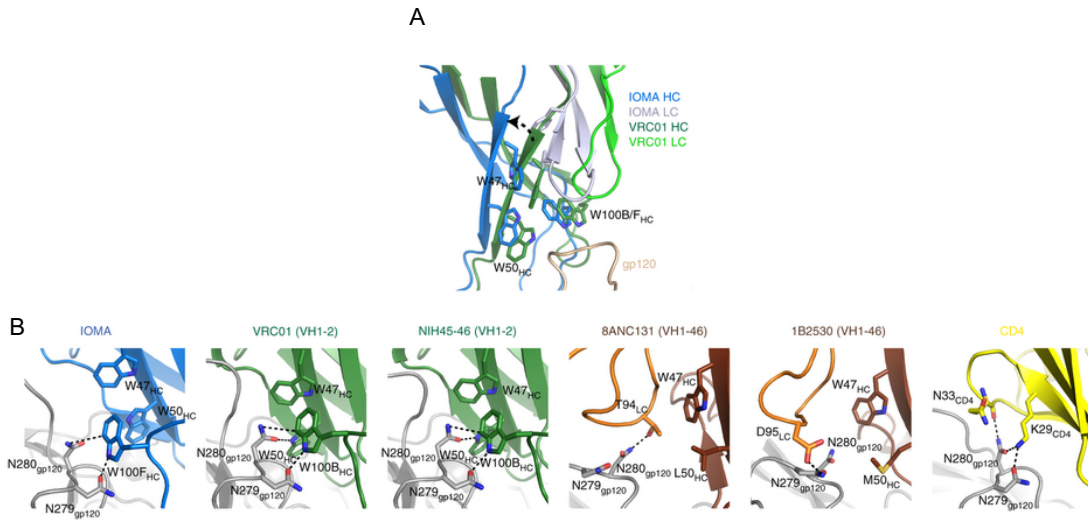 A
IOMA HC
IOMA LC
VRC01 HC
VRC01 LC
W47HC
W100B/FHC
W50HC
gp120
B
IOMA
VRC01 (VH1-2)
NIH45-46 (VH1-2)
8ANC131 (VH1-46)
1B2530 (VH1-46)
CD4
W47HC
W50HC
N280gp120
W100FHC
N279gp120
W47HC
N280gp120
W50HC
W100BHC
N279gp120
W47HC
N280gp120
W50HC
W100BHC
N279gp120
W47HC
T94LC
N280gp120
L50HC
N279gp120
W47HC
D95LC
N280gp120
N279gp120
M50HC
N33CD4
K29CD4
N280gp120
N279gp120